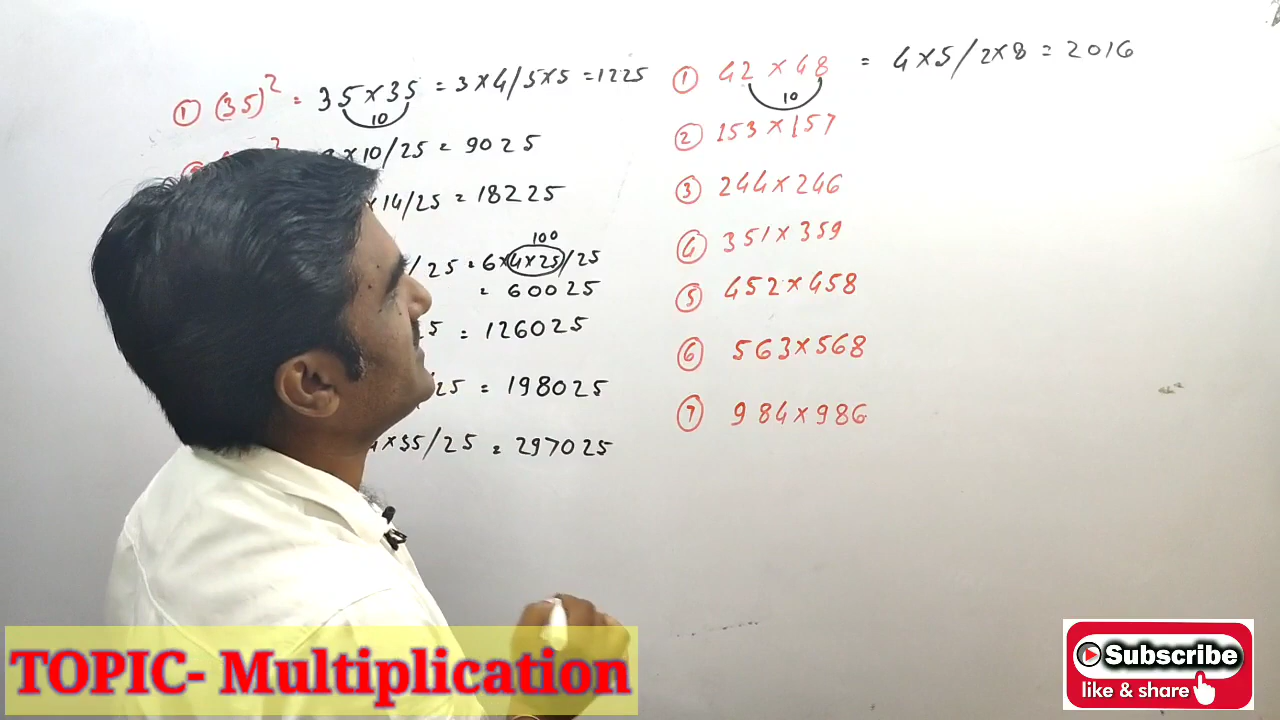 ① (35)² = 35×35 = 3×4/5×5 =1225
10
×10/25 = 9025
×14/25 = 18225
100
/25 = 6×4×25/25
= 60025
= 126025
/25 = 198025
×55/25 = 297025
① 42 × 48 = 4×5/2×8 = 2016
10
② 153×157
③ 244×246
④ 351×359
⑤ 452×458
⑥ 563×568
⑦ 984×986
TOPIC- Multiplication
Subscribe
like & share